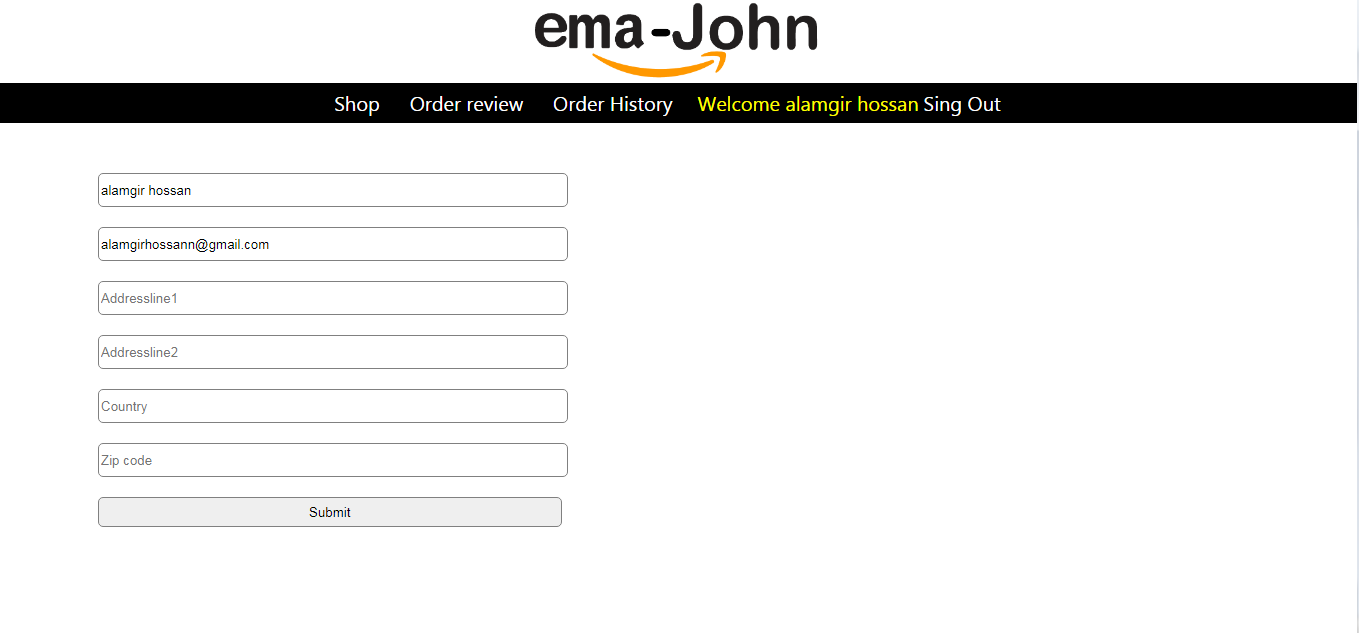 ema-John
Shop Order review Order History Welcome alamgir hossan Sing Out
alamgir hossan
alamgirhossann@gmail.com
Addressline1
Addressline2
Country
Zip code
Submit